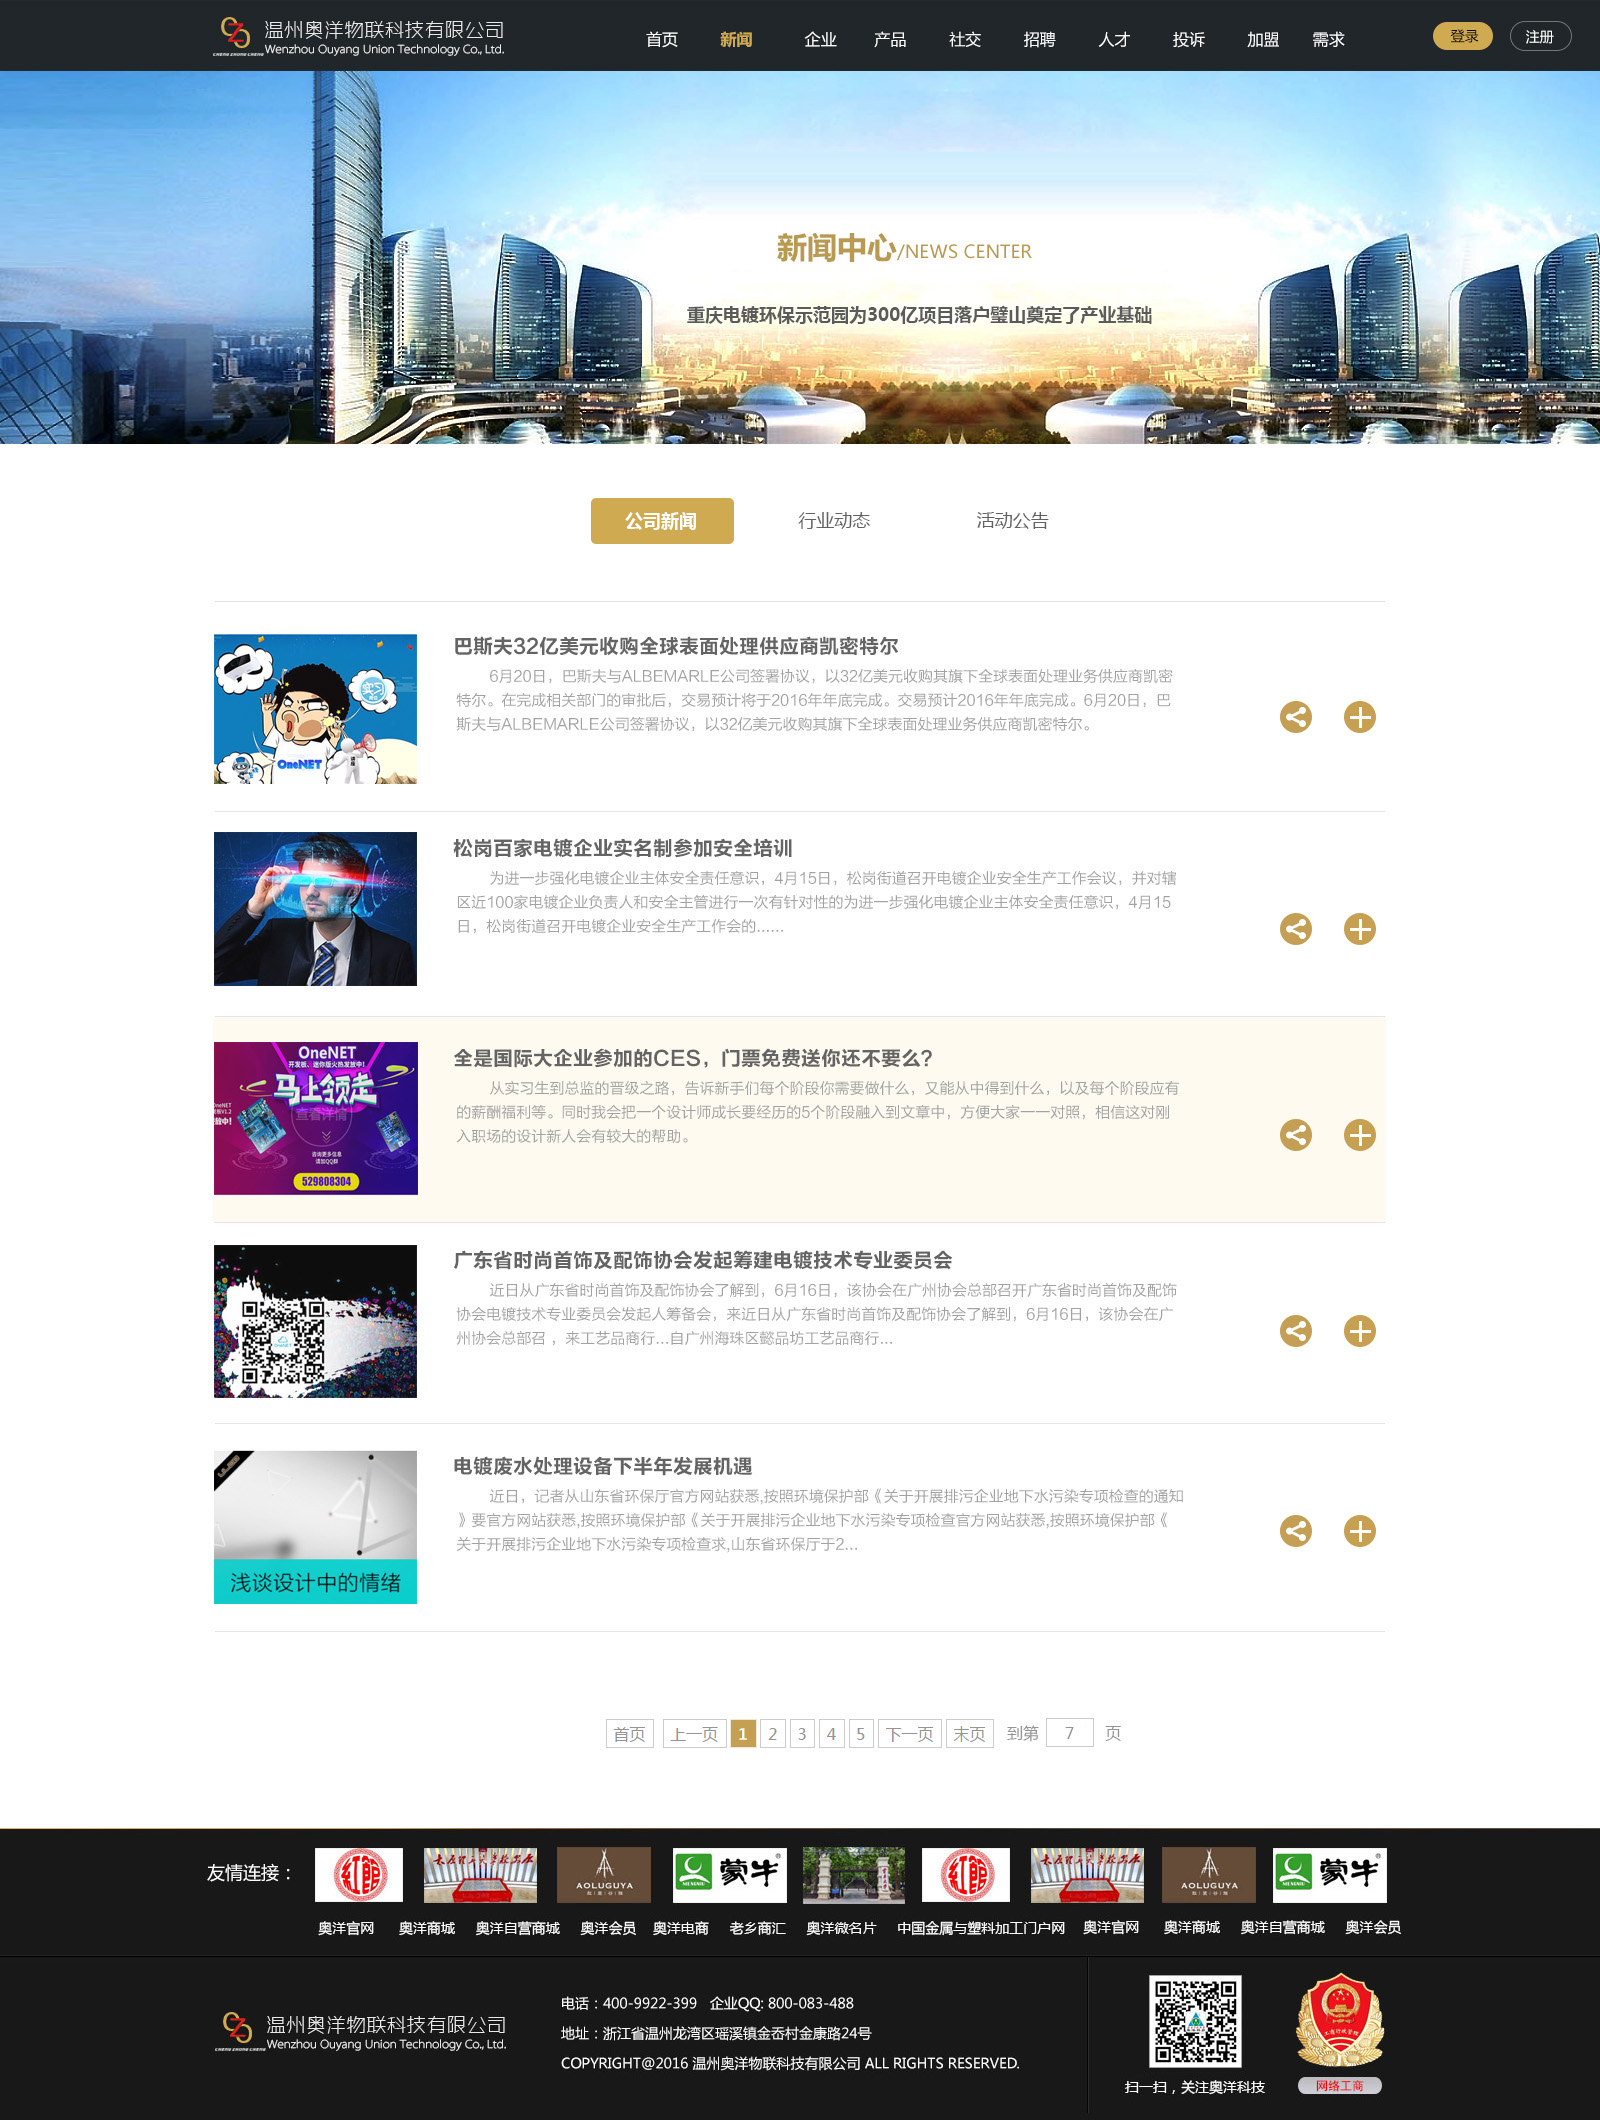 温州奥洋物联科技有限公司
Wenzhou Ouyang Union Technology Co., Ltd.
首页 新闻 企业 产品 社交 招聘 人才 投诉 加盟 需求
登录 注册
新闻中心/NEWS CENTER
重庆电镀环保示范园为300亿项目落户璧山奠定了产业基础
公司新闻 行业动态 活动公告
巴斯夫32亿美元收购全球表面处理供应商凯密特尔
6月20日，巴斯夫与ALBEMARLE公司签署协议，以32亿美元收购其旗下全球表面处理业务供应商凯密
特尔。在完成相关部门的审批后，交易预计将于2016年年底完成。交易预计2016年年底完成。6月20日，巴
斯夫与ALBEMARLE公司签署协议，以32亿美元收购其旗下全球表面处理业务供应商凯密特尔。
实习
OneNET
松岗百家电镀企业实名制参加安全培训
为进一步强化电镀企业主体安全责任意识，4月15日，松岗街道召开电镀企业安全生产工作会议，并对辖
区近100家电镀企业负责人和安全主管进行一次有针对性的为进一步强化电镀企业主体安全责任意识，4月15
日，松岗街道召开电镀企业安全生产工作会的......
OneNET
开发板、迷你版火热发放中！
马上领走
查看详情
咨询更多信息
请加QQ群
529808304
全是国际大企业参加的CES，门票免费送你还不要么？
从实习生到总监的晋级之路，告诉新手们每个阶段你需要做什么，又能从中得到什么，以及每个阶段应有
的薪酬福利等。同时我会把一个设计师成长要经历的5个阶段融入到文章中，方便大家一一对照，相信这对刚
入职场的设计新人会有较大的帮助。
广东省时尚首饰及配饰协会发起筹建电镀技术专业委员会
近日从广东省时尚首饰及配饰协会了解到，6月16日，该协会在广州协会总部召开广东省时尚首饰及配饰
协会电镀技术专业委员会发起人筹备会，来近日从广东省时尚首饰及配饰协会了解到，6月16日，该协会在广
州协会总部召，来工艺品商行...自广州海珠区懿品坊工艺品商行...
浅谈设计中的情绪
电镀废水处理设备下半年发展机遇
近日，记者从山东省环保厅官方网站获悉,按照环境保护部《关于开展排污企业地下水污染专项检查的通知
》要官方网站获悉,按照环境保护部《关于开展排污企业地下水污染专项检查官方网站获悉,按照环境保护部《
关于开展排污企业地下水污染专项检查求,山东省环保厅于2...
首页 上一页 1 2 3 4 5 下一页 末页 到第 7 页
友情连接：
AOLUGUYA 蒙牛 AOLUGUYA 蒙牛
奥洋官网 奥洋商城 奥洋自营商城 奥洋会员 奥洋电商 老乡商汇 奥洋微名片 中国金属与塑料加工门户网 奥洋官网 奥洋商城 奥洋自营商城 奥洋会员
温州奥洋物联科技有限公司
Wenzhou Ouyang Union Technology Co., Ltd.
电话：400-9922-399 企业QQ: 800-083-488
地址：浙江省温州龙湾区瑶溪镇金岙村金康路24号
COPYRIGHT@2016 温州奥洋物联科技有限公司 ALL RIGHTS RESERVED.
扫一扫，关注奥洋科技
网络工商